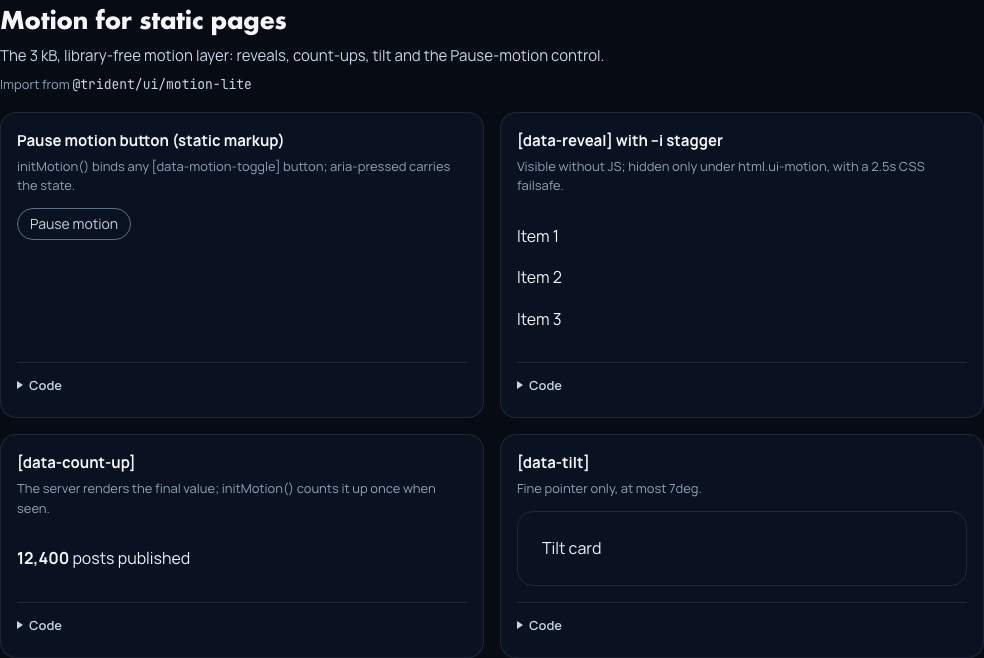 Motion for static pages
The 3 kB, library-free motion layer: reveals, count-ups, tilt and the Pause-motion control.
Import from @trident/ui/motion-lite
Pause motion button (static markup)
initMotion() binds any [data-motion-toggle] button; aria-pressed carries
the state.
Pause motion
Code
[data-reveal] with –i stagger
Visible without JS; hidden only under html.ui-motion, with a 2.5s CSS
failsafe.
Item 1
Item 2
Item 3
Code
[data-count-up]
The server renders the final value; initMotion() counts it up once when
seen.
12,400 posts published
Code
[data-tilt]
Fine pointer only, at most 7deg.
Tilt card
Code